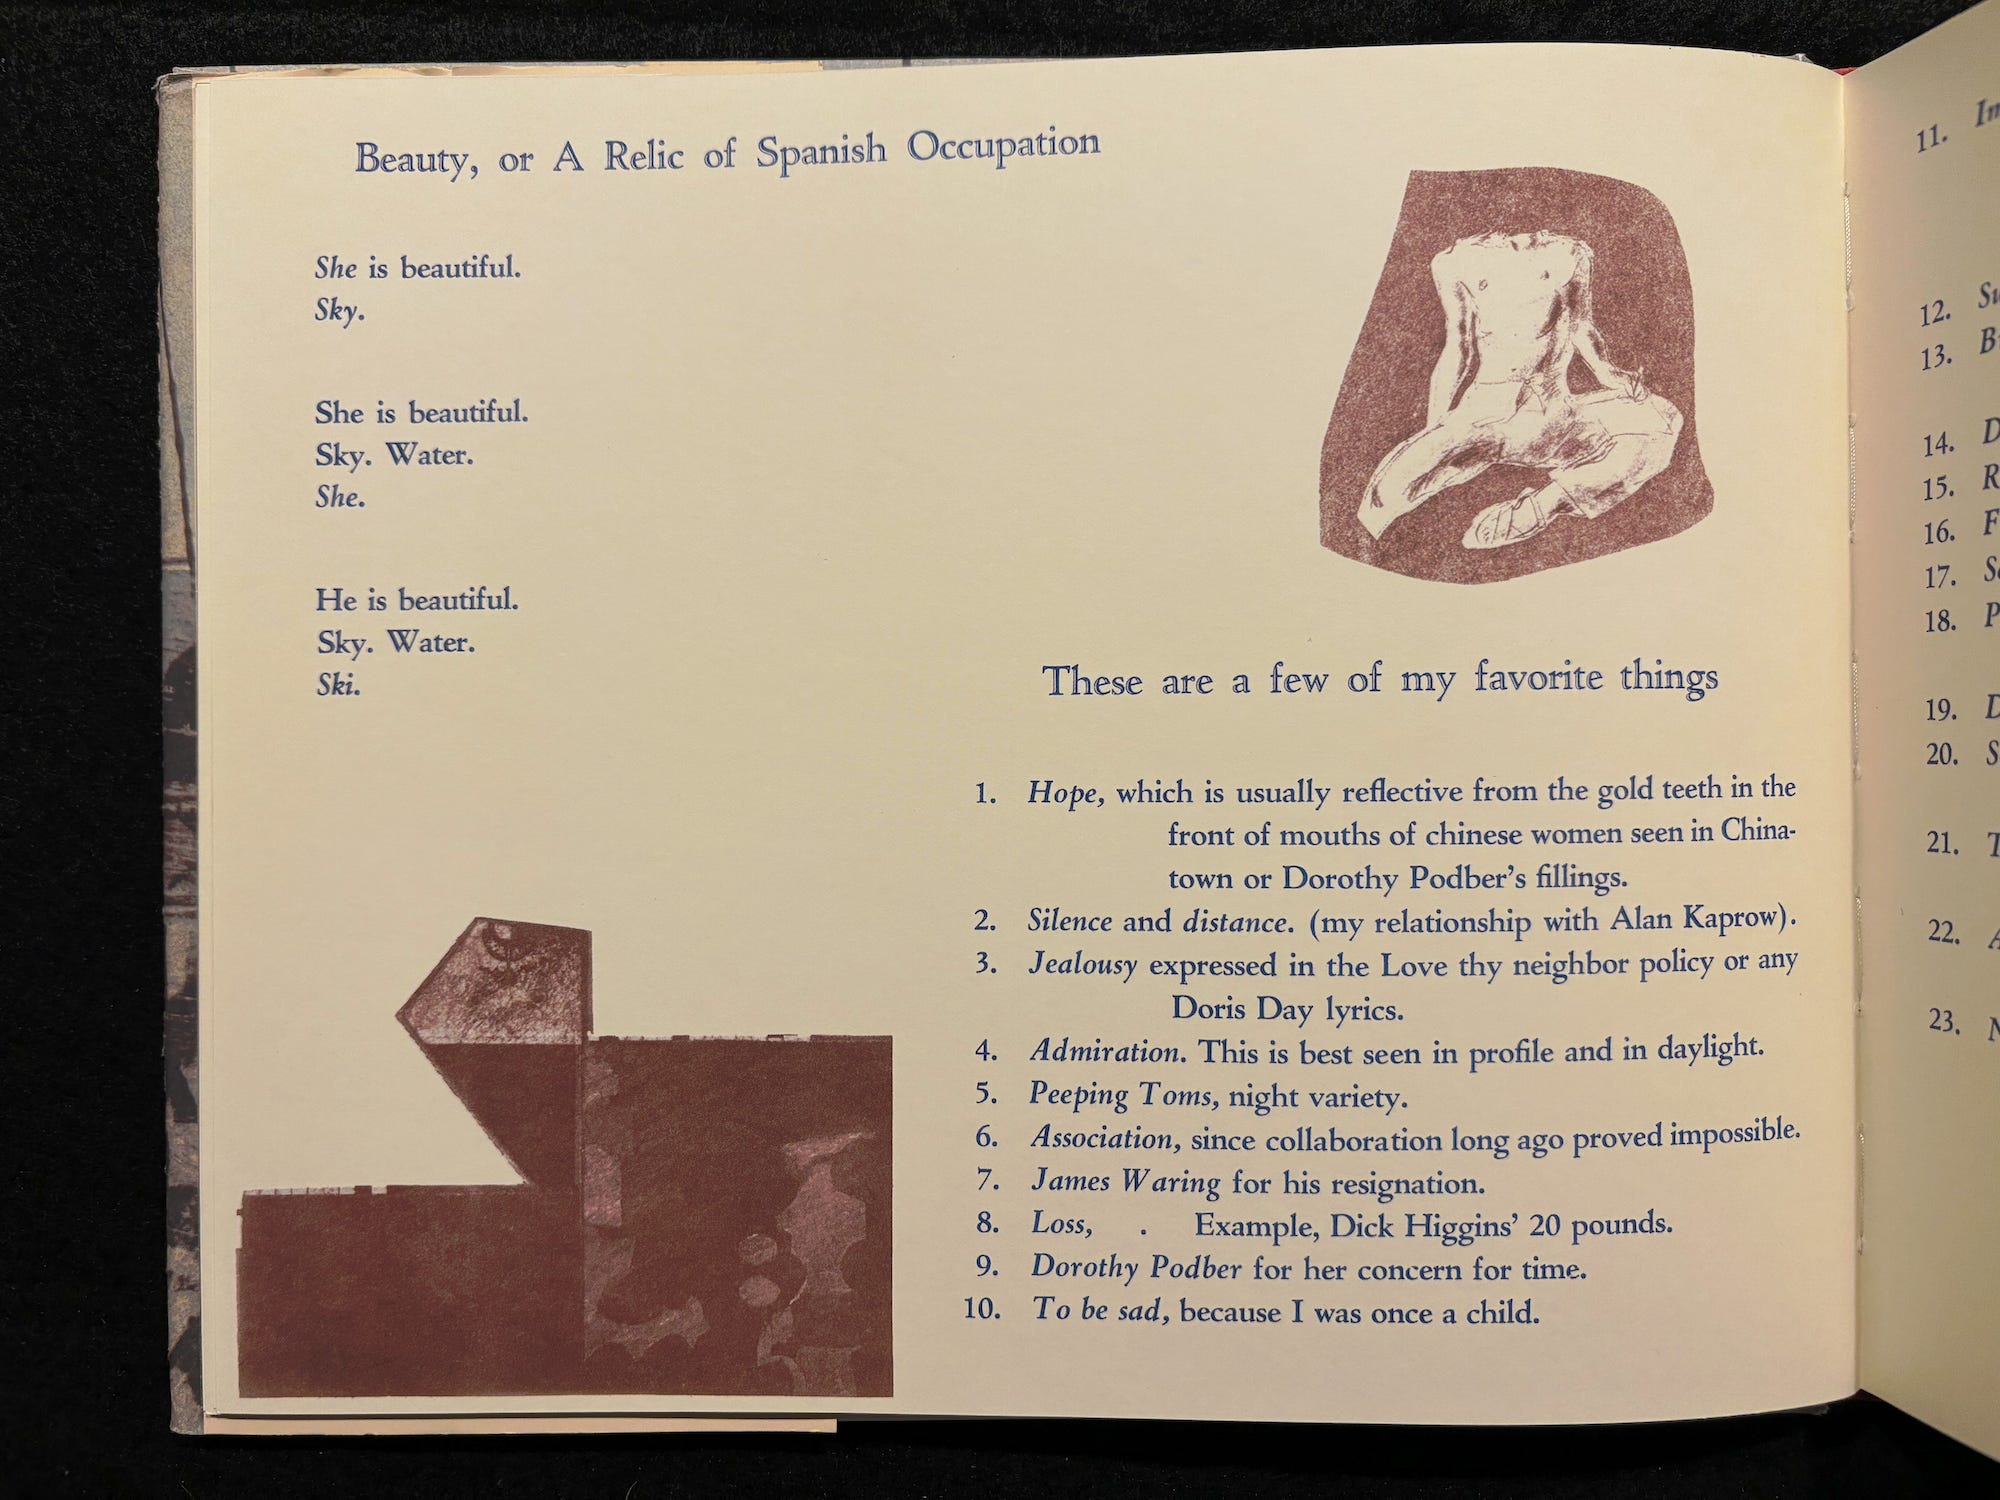 Beauty, or A Relic of Spanish Occupation
She is beautiful.
Sky.
She is beautiful.
Sky. Water.
She.
He is beautiful.
Sky. Water.
Ski.
These are a few of my favorite things
1. Hope, which is usually reflective from the gold teeth in the
front of mouths of chinese women seen in China-
town or Dorothy Podber's fillings.
2. Silence and distance. (my relationship with Alan Kaprow).
3. Jealousy expressed in the Love thy neighbor policy or any
Doris Day lyrics.
4. Admiration. This is best seen in profile and in daylight.
5. Peeping Toms, night variety.
6. Association, since collaboration long ago proved impossible.
7. James Waring for his resignation.
8. Loss, . Example, Dick Higgins' 20 pounds.
9. Dorothy Podber for her concern for time.
10. To be sad, because I was once a child.
11.
12.
13.
14.
15.
16.
17.
18.
19.
20.
21.
22.
23.